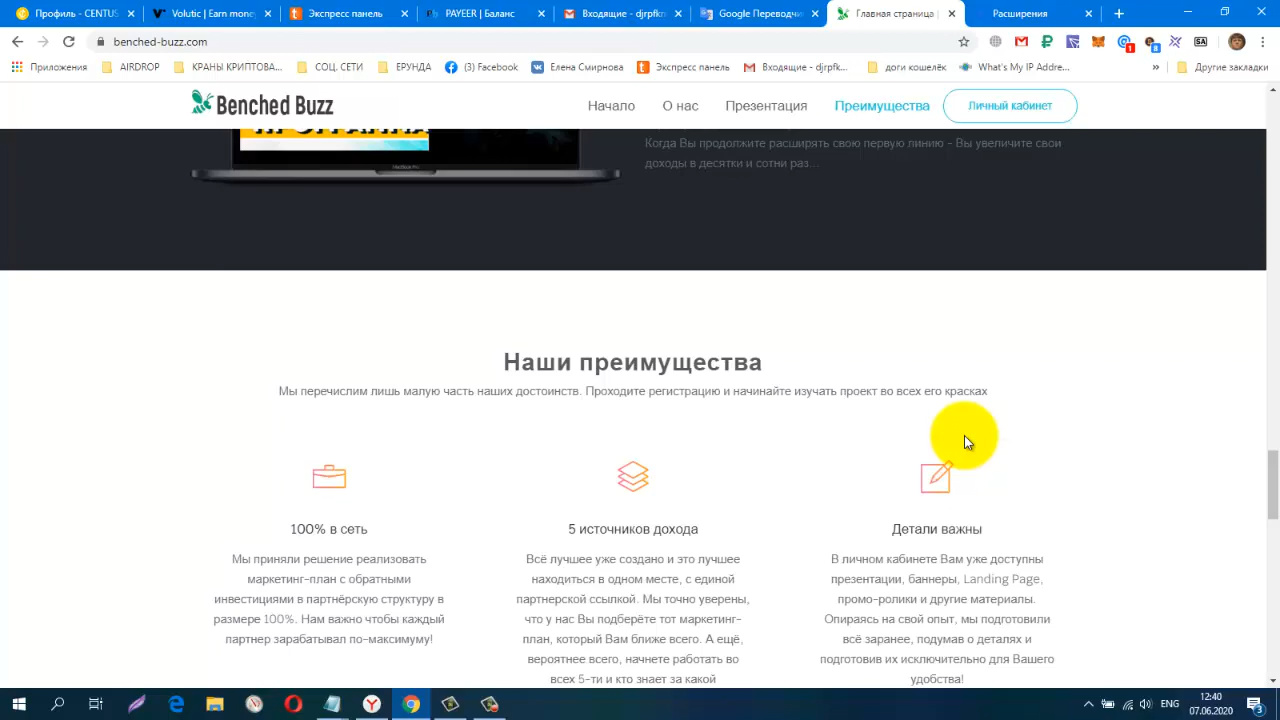 Профиль - CENTUS
Volutic | Earn money
Экспресс панель
PAYEER | Баланс
Входящие - djrpfkn
Google Переводч
Главная страница
Расширения
benched-buzz.com
Приложения
AIRDROP
КРАНЫ КРИПТОВА...
СОЦ. СЕТИ
ЕРУНДА
(3) Facebook
Елена Смирнова
Экспресс панель
Входящие - djrpfk...
доги кошелёк
What's My IP Addre...
»
Другие закладки
Benched Buzz
Начало
О нас
Презентация
Преимущества
Личный кабинет
Когда Вы продолжите расширять свою первую линию - Вы увеличите свои
доходы в десятки и сотни раз...
MacBook Pro
Наши преимущества
Мы перечислим лишь малую часть наших достоинств. Проходите регистрацию и начинайте изучать проект во всех его красках
100% в сеть
Мы приняли решение реализовать
маркетинг-план с обратными
инвестициями в партнёрскую структуру в
размере 100%. Нам важно чтобы каждый
партнер зарабатывал по-максимуму!
5 источников дохода
Всё лучшее уже создано и это лучшее
находиться в одном месте, с единой
партнерской ссылкой. Мы точно уверены,
что у нас Вы подберёте тот маркетинг-
план, который Вам ближе всего. А ещё,
вероятнее всего, начнете работать во
всех 5-ти и кто знает за какой
Детали важны
В личном кабинете Вам уже доступны
презентации, баннеры, Landing Page,
промо-ролики и другие материалы.
Опираясь на свой опыт, мы подготовили
всё заранее, подумав о деталях и
подготовив их исключительно для Вашего
удобства!
ENG
12:40
07.06.2020